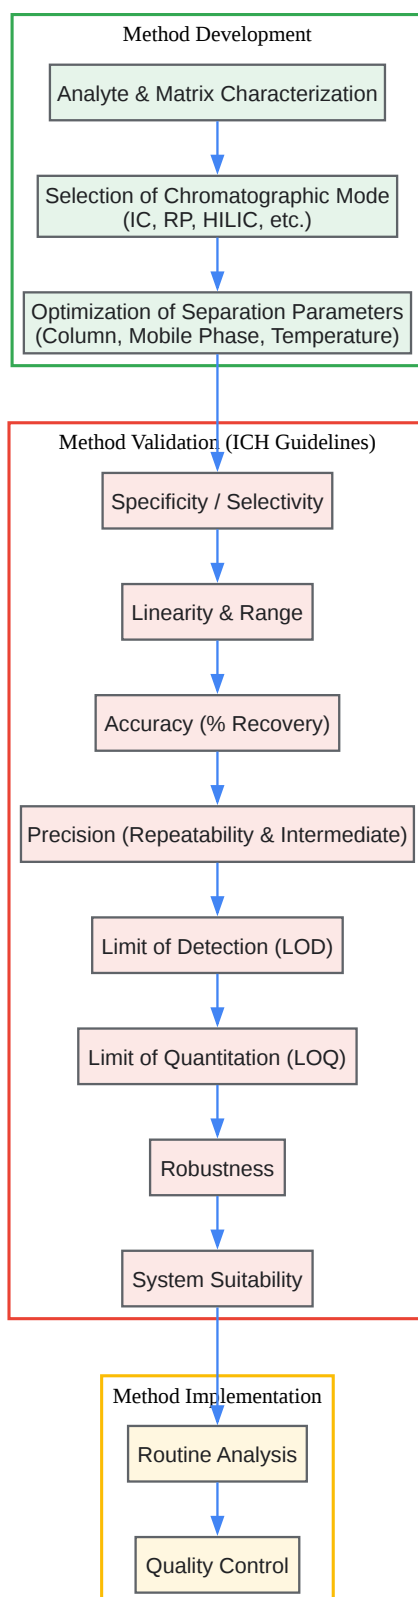 Method Development
Analyte & Matrix Characterization
Selection of Chromatographic Mode
(IC, RP, HILIC, etc.)
Optimization of Separation Parameters
(Column, Mobile Phase, Temperature)
Method Validation (ICH Guidelines)
Specificity / Selectivity
Linearity & Range
Accuracy (% Recovery)
Precision (Repeatability & Intermediate)
Limit of Detection (LOD)
Limit of Quantitation (LOQ)
Robustness
System Suitability
Method Implementation
Routine Analysis
Quality Control